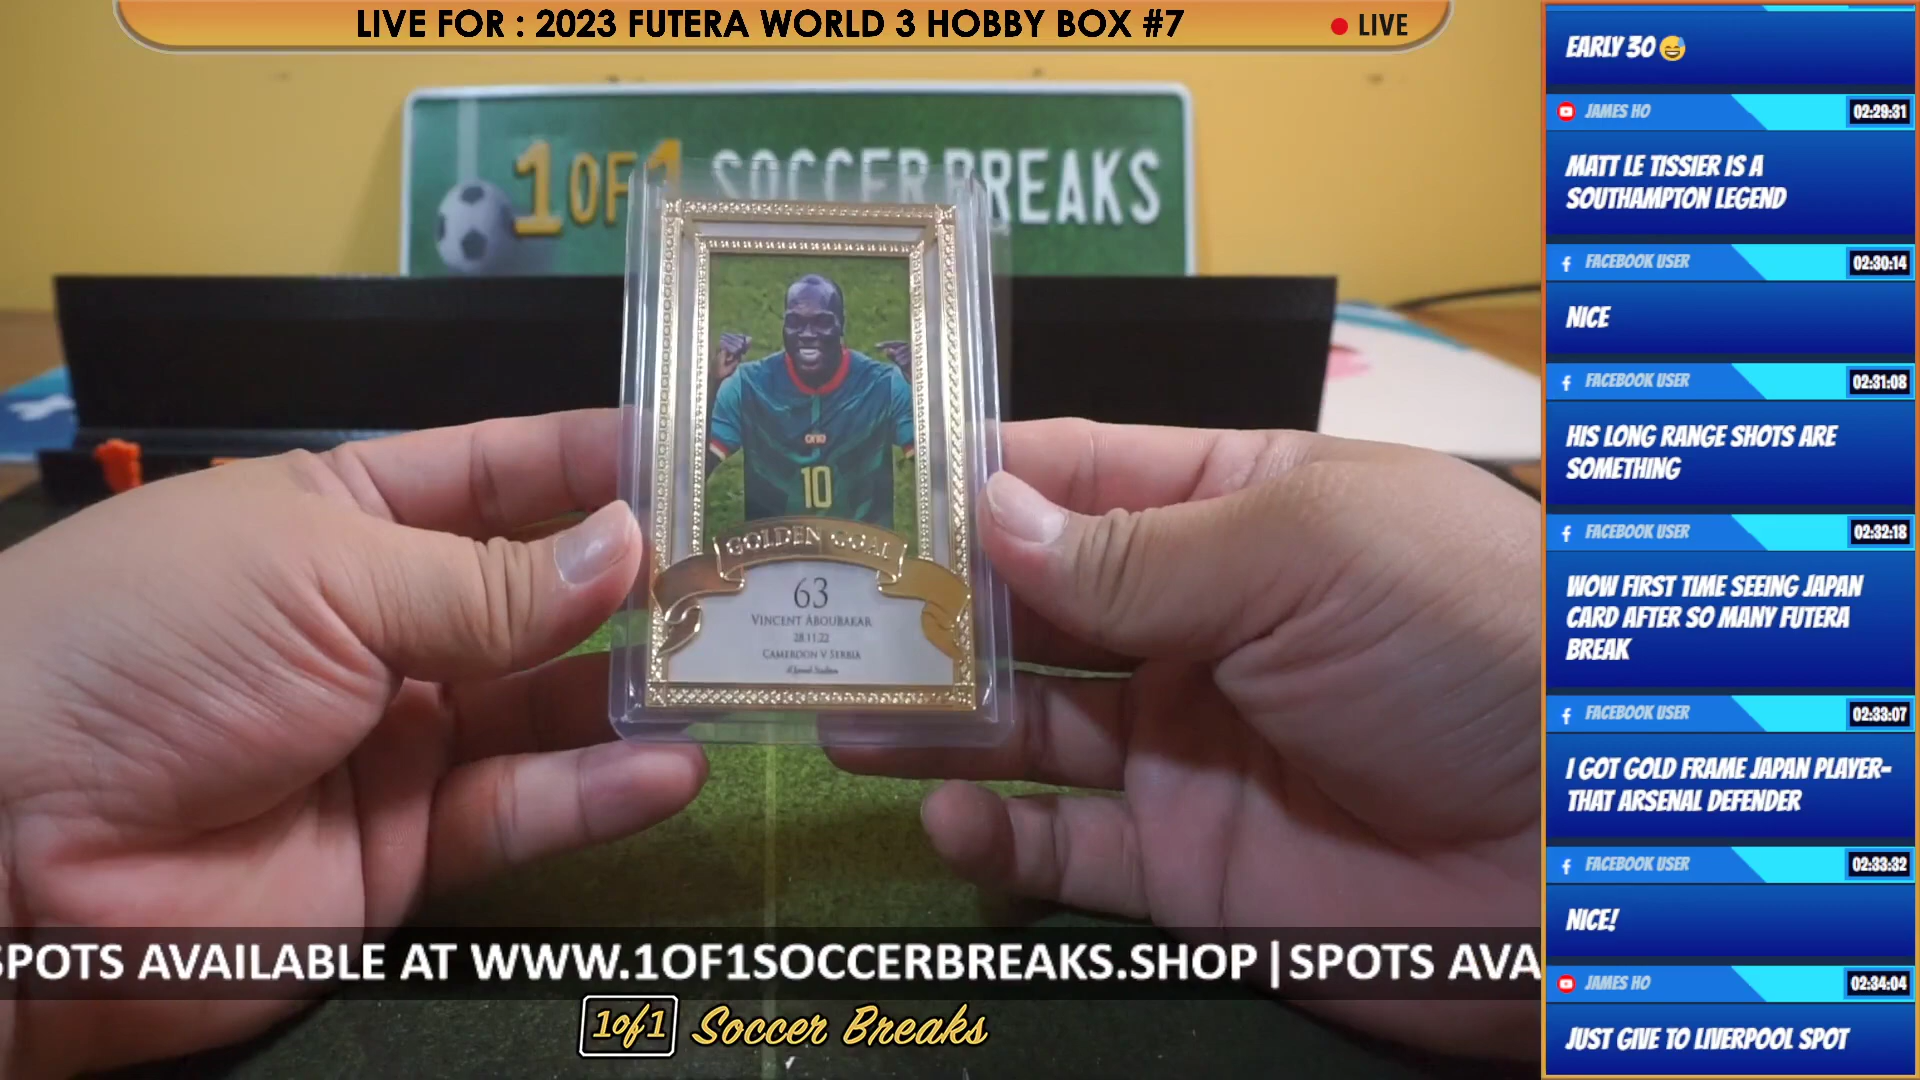 LIVE FOR : 2023 FUTERA WORLD 3 HOBBY BOX #7
LIVE
1 OF 1 SOCCER BREAKS
one
10
GOLDEN GOAL
63
VINCENT ABOUBAKAR
28.11.22
CAMEROON V SERBIA
SPOTS AVAILABLE AT WWW.1OF1SOCCERBREAKS.SHOP | SPOTS AVA
1of1 Soccer Breaks
EARLY 30 😅
JAMES HO 02:29:31
MATT LE TISSIER IS A
SOUTHAMPTON LEGEND
FACEBOOK USER 02:30:14
NICE
FACEBOOK USER 02:31:08
HIS LONG RANGE SHOTS ARE
SOMETHING
FACEBOOK USER 02:32:18
WOW FIRST TIME SEEING JAPAN
CARD AFTER SO MANY FUTERA
BREAK
FACEBOOK USER 02:33:07
I GOT GOLD FRAME JAPAN PLAYER-
THAT ARSENAL DEFENDER
FACEBOOK USER 02:33:32
NICE!
JAMES HO 02:34:04
JUST GIVE TO LIVERPOOL SPOT